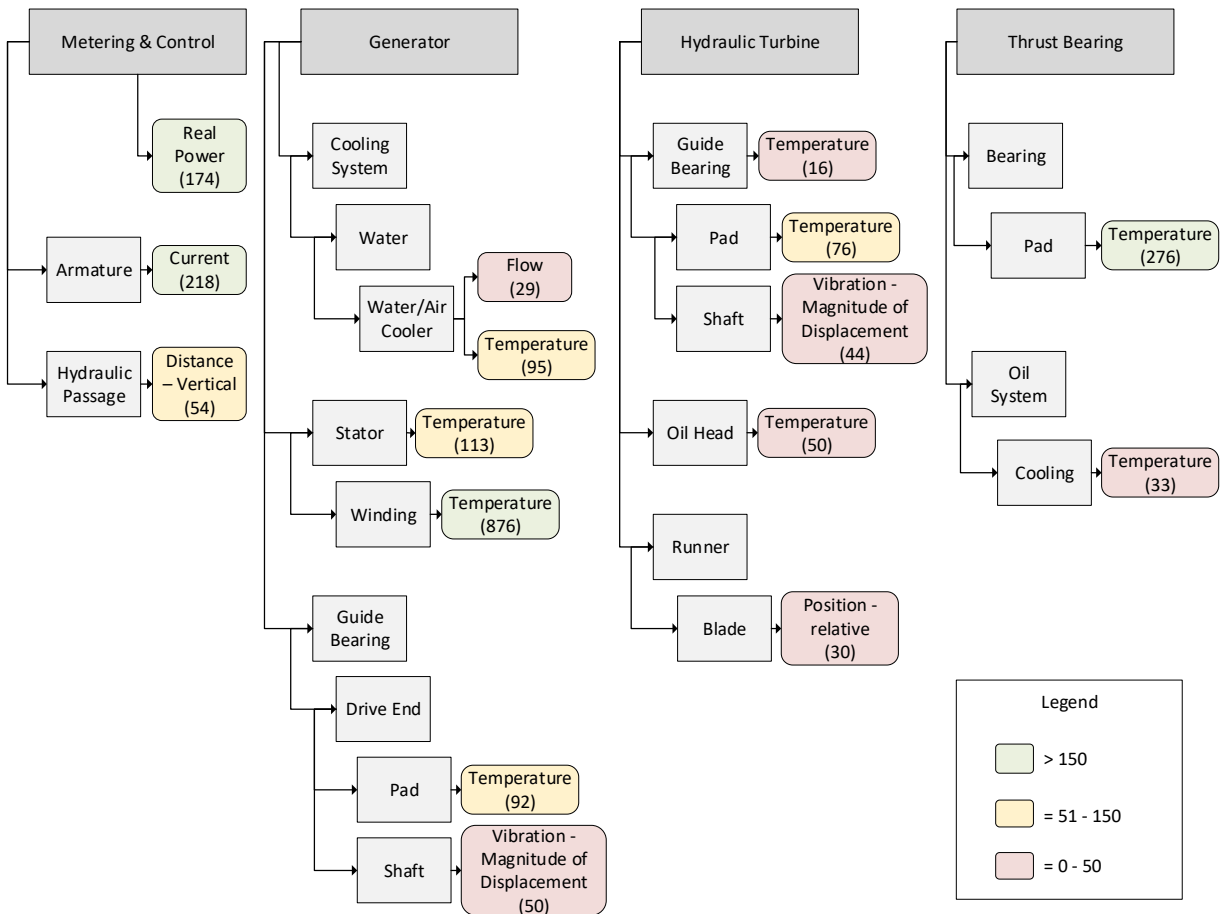 Metering & Control
Real
Power
(174)
Armature
Current
(218)
Hydraulic
Passage
Distance
– Vertical
(54)
Generator
Cooling
System
Water
Water/Air
Cooler
Flow
(29)
Temperature
(95)
Stator
Temperature
(113)
Winding
Temperature
(876)
Guide
Bearing
Drive End
Pad
Temperature
(92)
Shaft
Vibration -
Magnitude of
Displacement
(50)
Hydraulic Turbine
Guide
Bearing
Temperature
(16)
Pad
Temperature
(76)
Shaft
Vibration -
Magnitude of
Displacement
(44)
Oil Head
Temperature
(50)
Runner
Blade
Position -
relative
(30)
Thrust Bearing
Bearing
Pad
Temperature
(276)
Oil
System
Cooling
Temperature
(33)
Legend
> 150
= 51 - 150
= 0 - 50